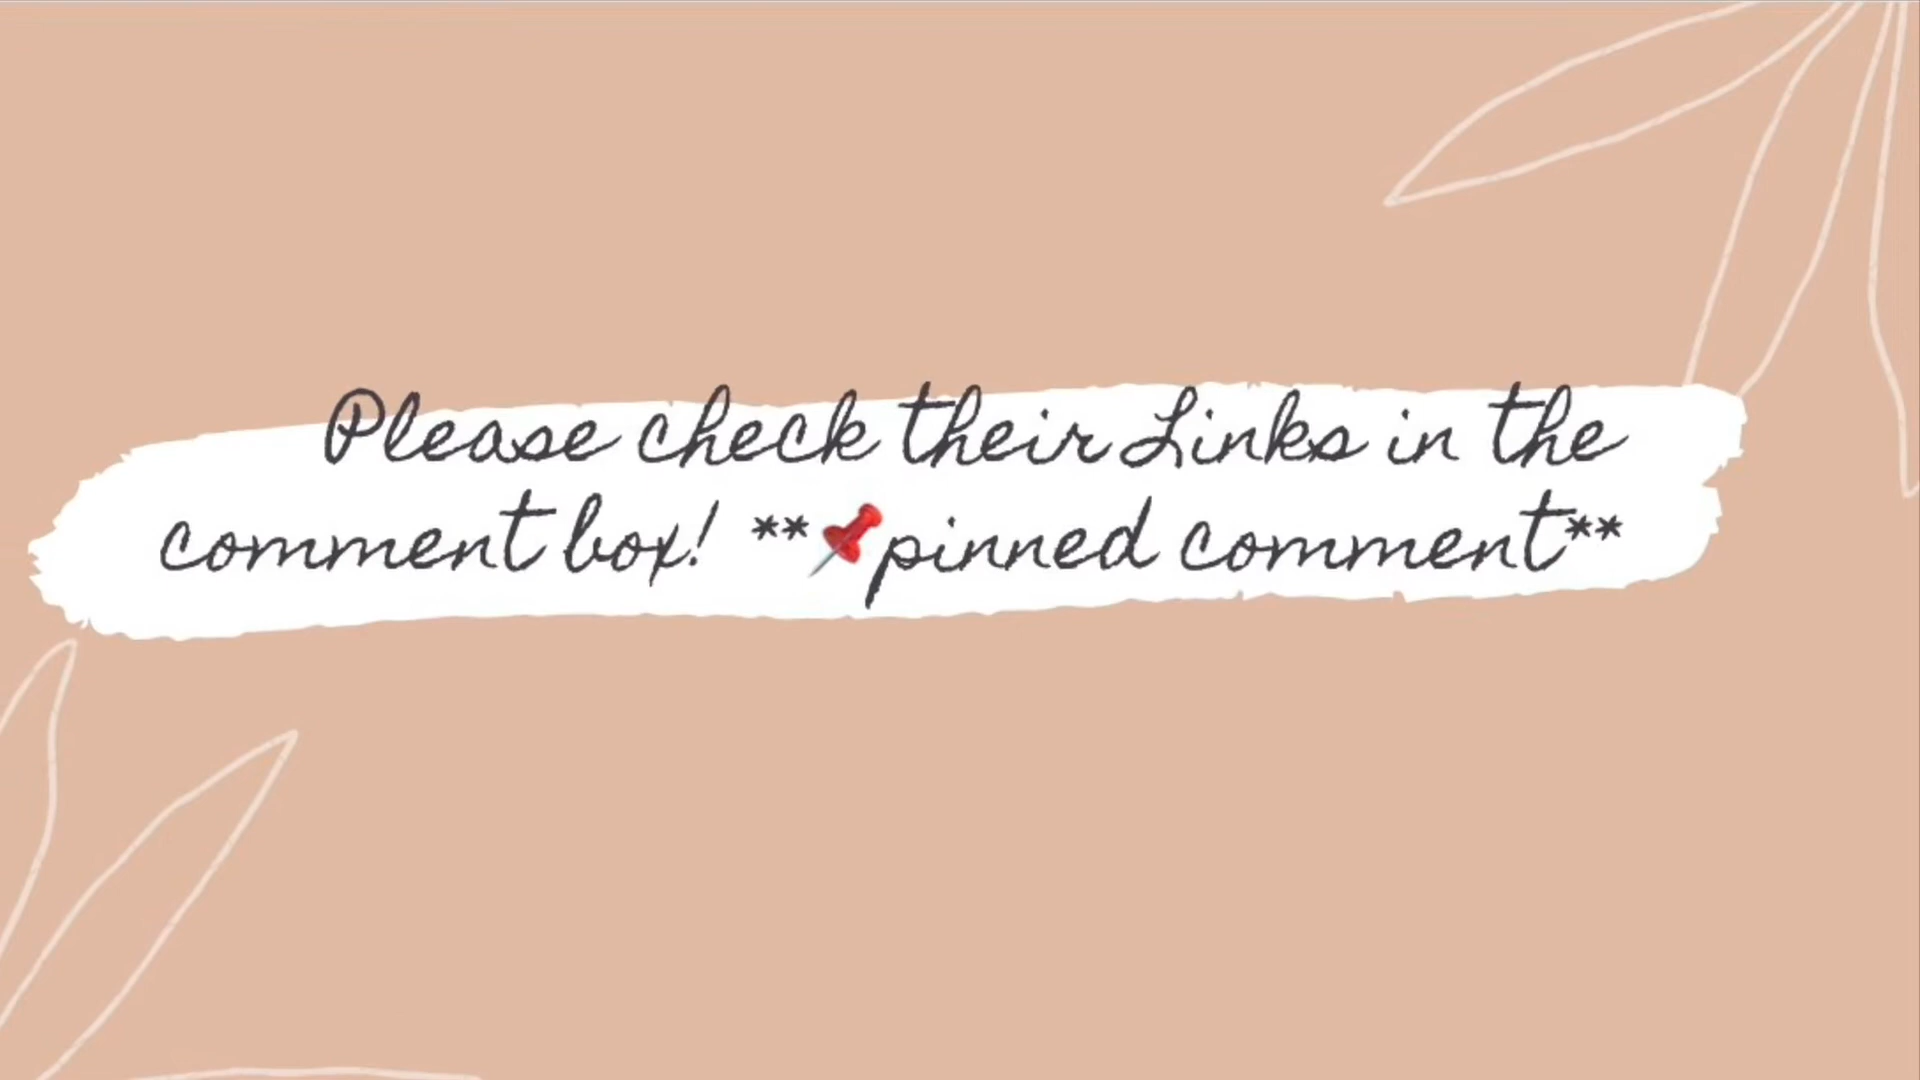 Please check their Links in the
comment box! **📌pinned comment**